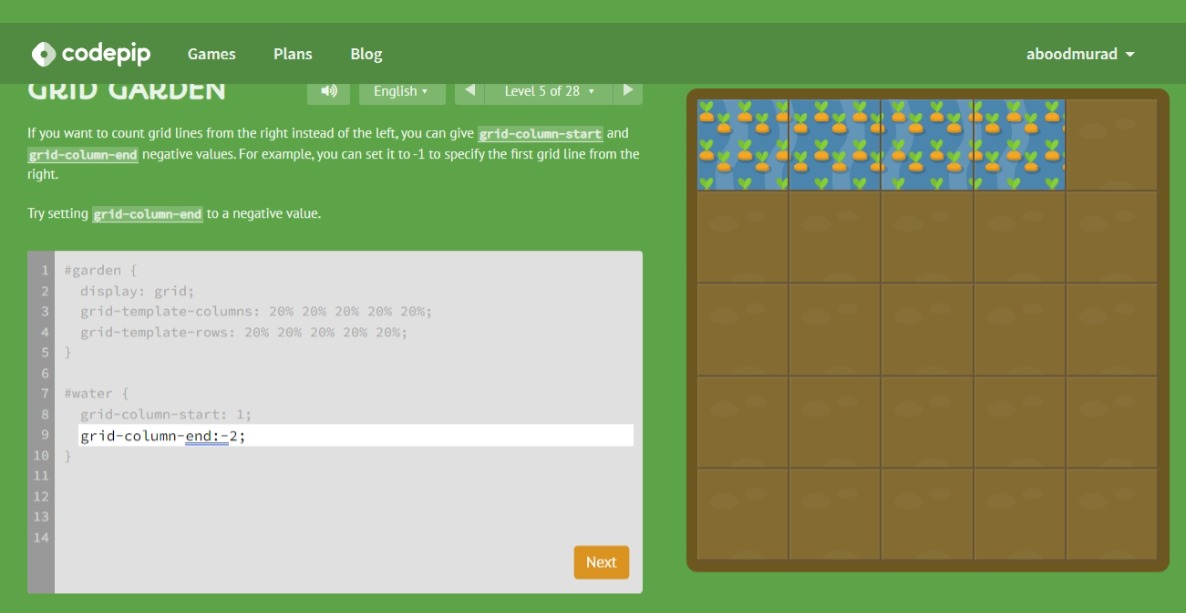 codepip Games Plans Blog aboodmurad
GRID GARDEN
English Level 5 of 28
If you want to count grid lines from the right instead of the left, you can give grid-column-start and
grid-column-end negative values. For example, you can set it to -1 to specify the first grid line from the
right.
Try setting grid-column-end to a negative value.
1 #garden {
2 display: grid;
3 grid-template-columns: 20% 20% 20% 20% 20%;
4 grid-template-rows: 20% 20% 20% 20% 20%;
5 }
6
7 #water {
8 grid-column-start: 1;
9 grid-column-end:-2;
10 }
11
12
13
14
Next